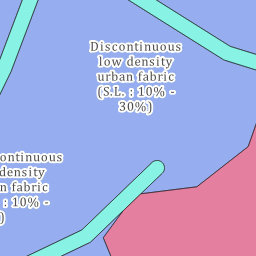 Discontinuous
low density
urban fabric
(S.L. : 10% -
30%)
ontinuous
density
n fabric
: 10% -
)